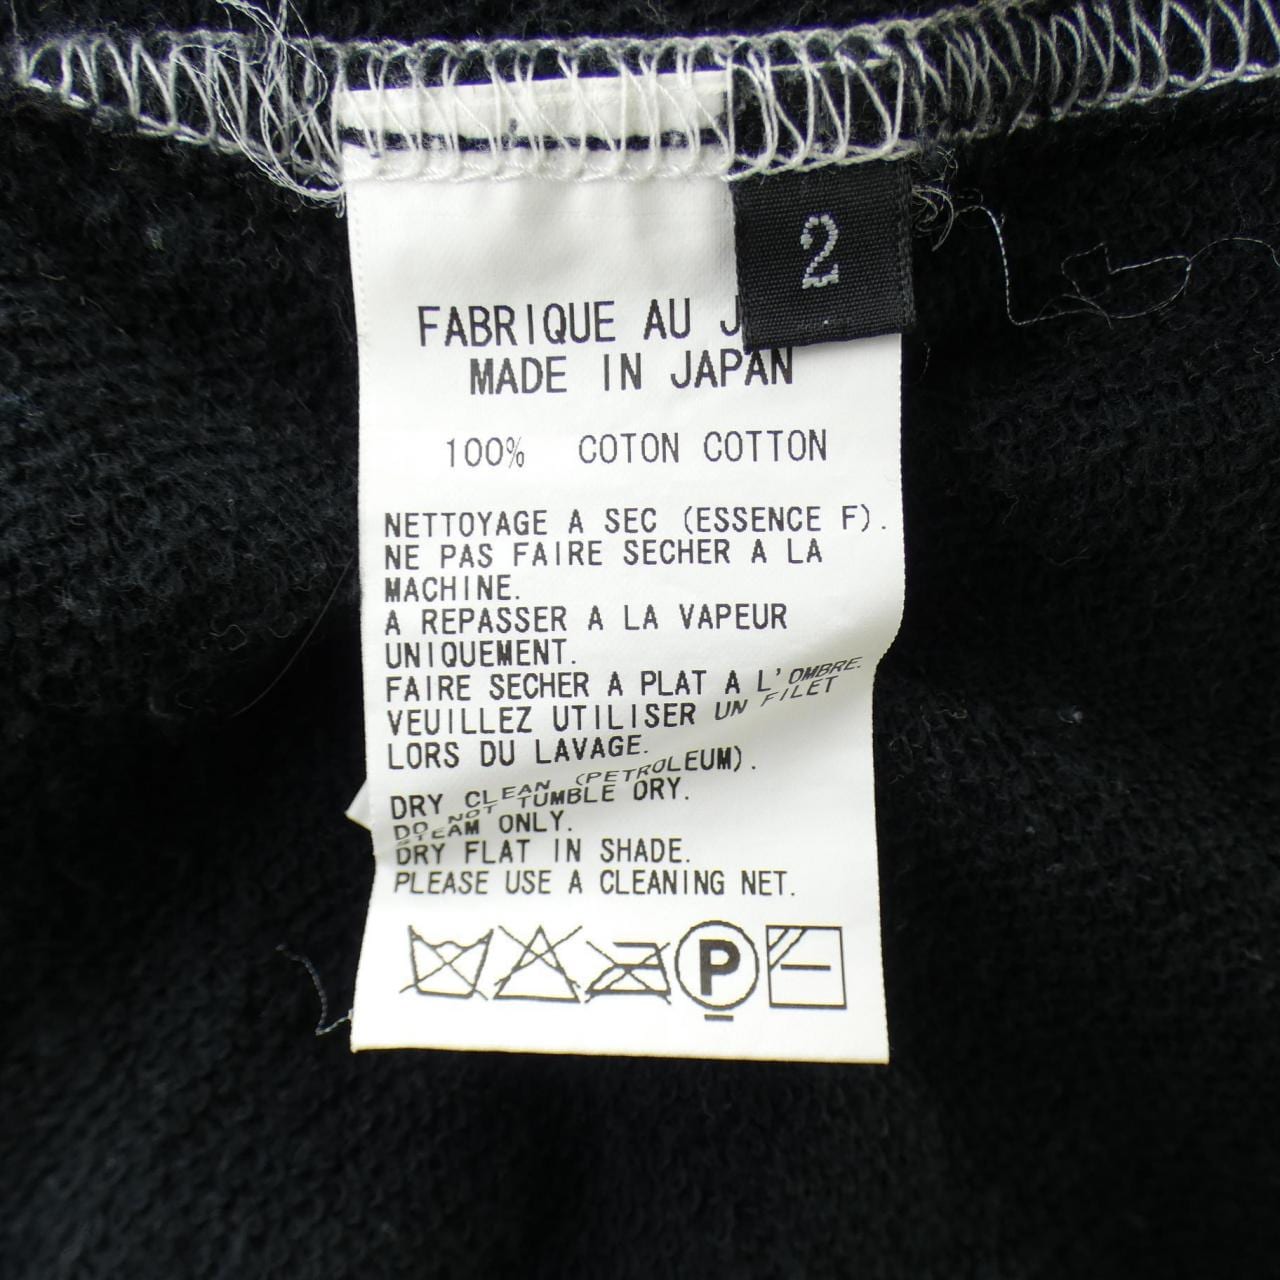 2
FABRIQUE AU
MADE IN JAPAN
100% COTON COTTON
NETTOYAGE A SEC (ESSENCE F).
NE PAS FAIRE SECHER A LA
MACHINE.
A REPASSER A LA VAPEUR
UNIQUEMENT.
FAIRE SECHER A PLAT A L'OMBRE.
VEUILLEZ UTILISER UN FILET
LORS DU LAVAGE.
DRY CLEAN (PETROLEUM).
DO NOT TUMBLE DRY.
STEAM ONLY.
DRY FLAT IN SHADE.
PLEASE USE A CLEANING NET.
P